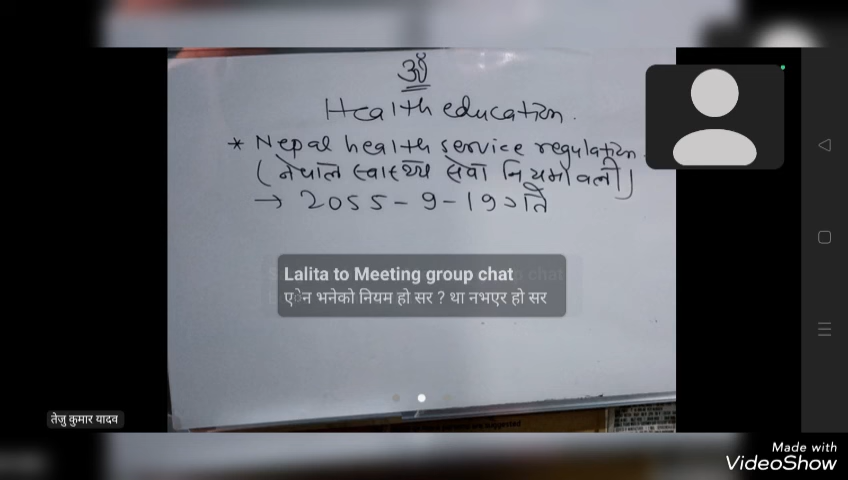 ॐ
Health education.
* Nepal health service regulation.
(नेपाल स्वास्थ्य सेवा नियमावली)
→ 2055-9-19 गते
Lalita to Meeting group chat
एेन भनेको नियम हो सर ? था नभएर हो सर
तेजु कुमार यादव
Made with
VideoShow